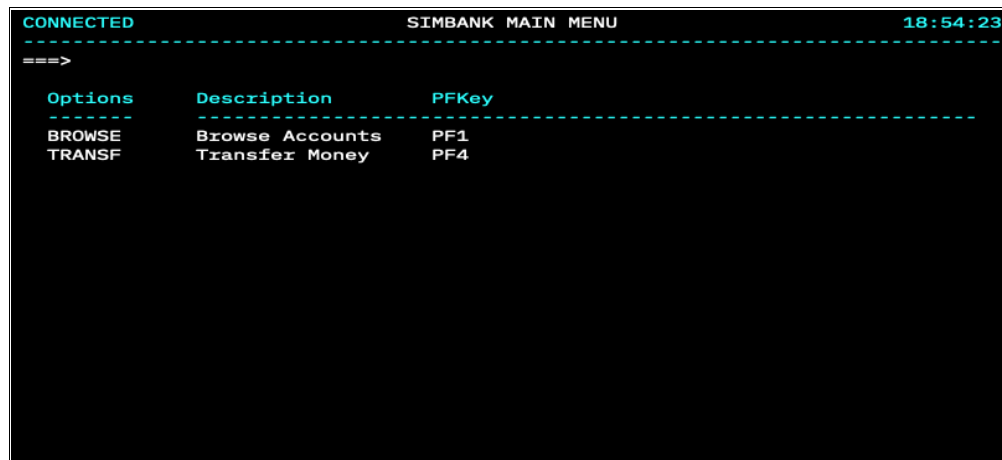 CONNECTED SIMBANK MAIN MENU 18:54:23
--------------------------------------------------------------------------------
===>
Options Description PFKey
------- ----------------------------------------------------------------
BROWSE Browse Accounts PF1
TRANSF Transfer Money PF4